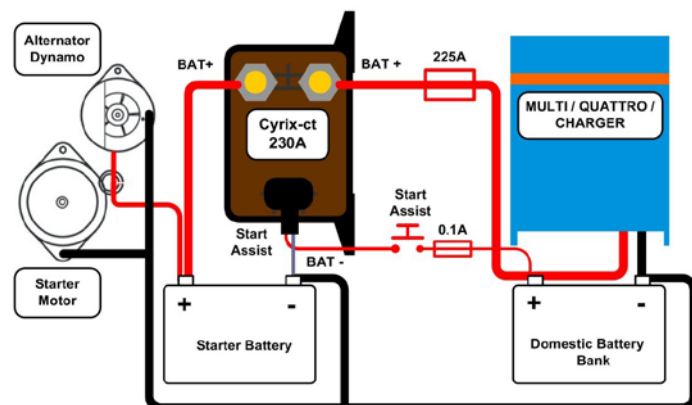 Alternator
Dynamo
BAT+
BAT +
225A
MULTI / QUATTRO /
CHARGER
Cyrix-ct
230A
Start
Assist
Start
Assist
0.1A
BAT -
Starter
Motor
+
-
Starter Battery
+
-
Domestic Battery
Bank